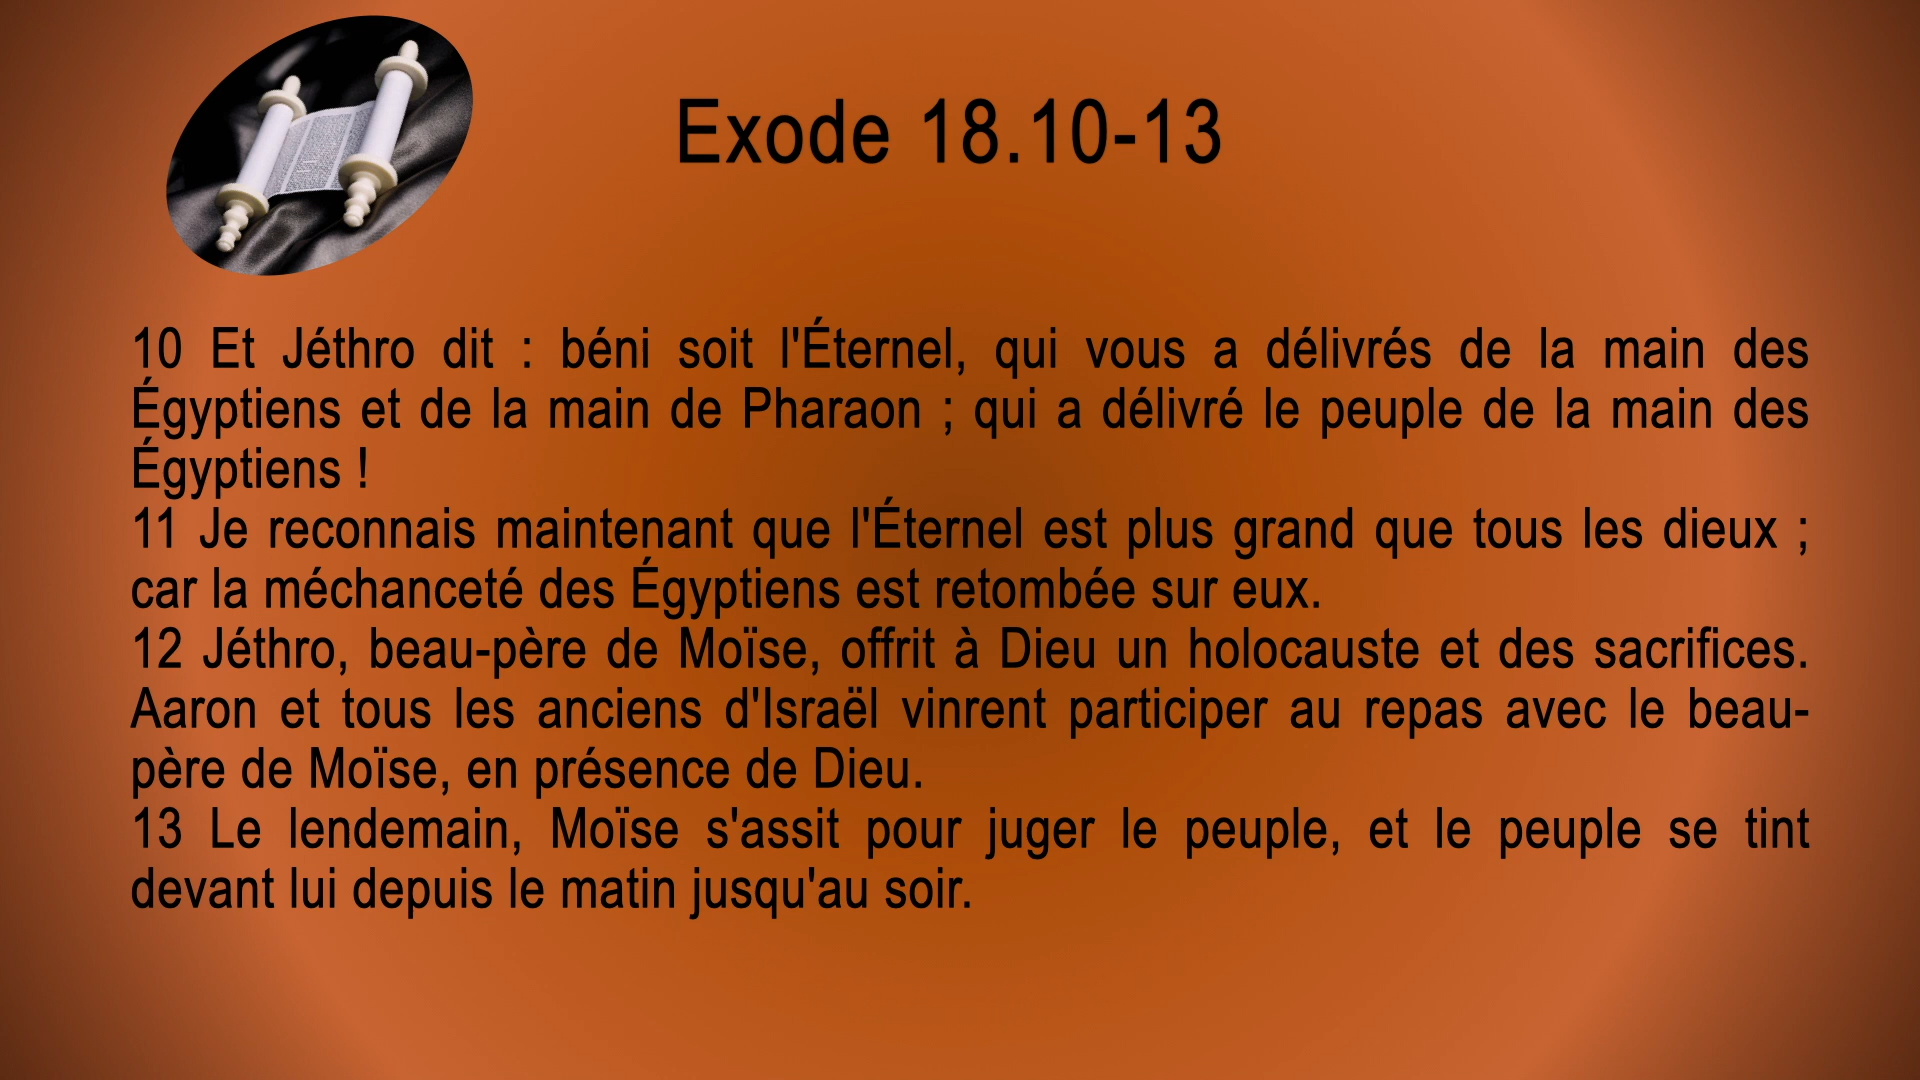 Exode 18.10-13
10 Et Jéthro dit : béni soit l'Éternel, qui vous a délivrés de la main des
Égyptiens et de la main de Pharaon ; qui a délivré le peuple de la main des
Égyptiens !
11 Je reconnais maintenant que l'Éternel est plus grand que tous les dieux ;
car la méchanceté des Égyptiens est retombée sur eux.
12 Jéthro, beau-père de Moïse, offrit à Dieu un holocauste et des sacrifices.
Aaron et tous les anciens d'Israël vinrent participer au repas avec le beau-
père de Moïse, en présence de Dieu.
13 Le lendemain, Moïse s'assit pour juger le peuple, et le peuple se tint
devant lui depuis le matin jusqu'au soir.